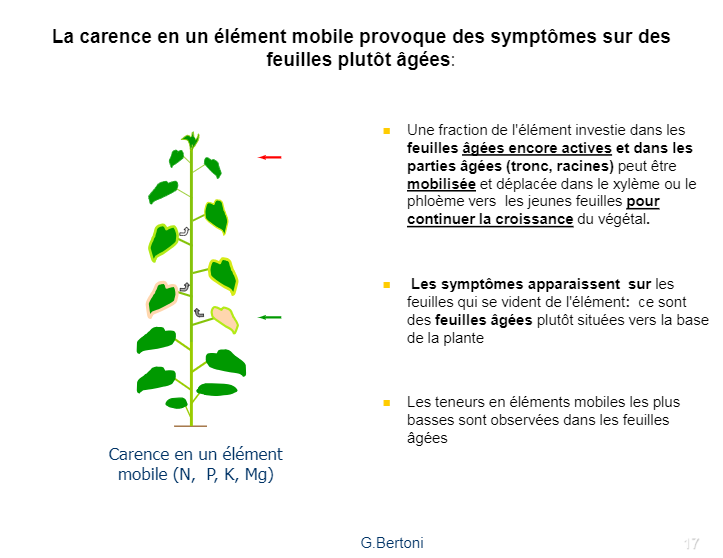 La carence en un élément mobile provoque des symptômes sur des
feuilles plutôt âgées:
Une fraction de l'élément investie dans les
feuilles âgées encore actives et dans les
parties âgées (tronc, racines) peut être
mobilisée et déplacée dans le xylème ou le
phloème vers les jeunes feuilles pour
continuer la croissance du végétal.
Les symptômes apparaissent sur les
feuilles qui se vident de l'élément: ce sont
des feuilles âgées plutôt situées vers la base
de la plante
Les teneurs en éléments mobiles les plus
basses sont observées dans les feuilles
âgées
Carence en un élément
mobile (N, P, K, Mg)
G.Bertoni
17